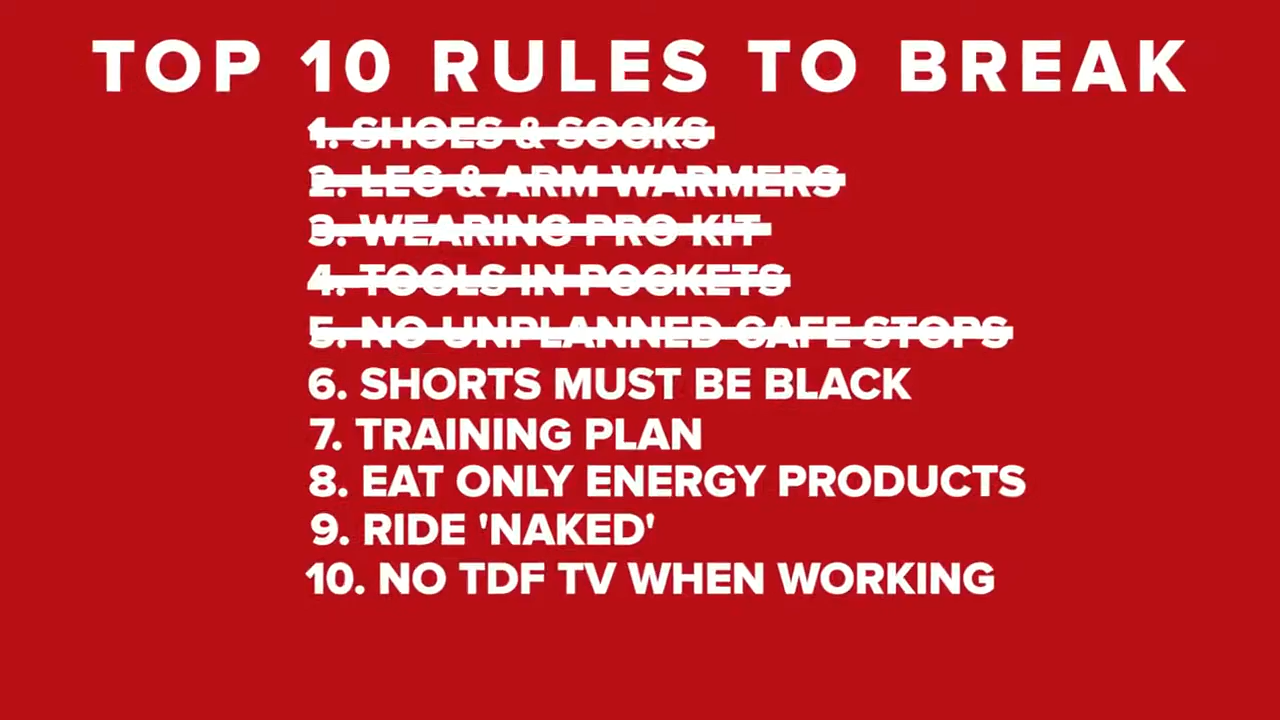 TOP 10 RULES TO BREAK
1. SHOES & SOCKS
2. LEG & ARM WARMERS
3. WEARING PRO KIT
4. TOOLS IN POCKETS
5. NO UNPLANNED CAFE STOPS
6. SHORTS MUST BE BLACK
7. TRAINING PLAN
8. EAT ONLY ENERGY PRODUCTS
9. RIDE 'NAKED'
10. NO TDF TV WHEN WORKING